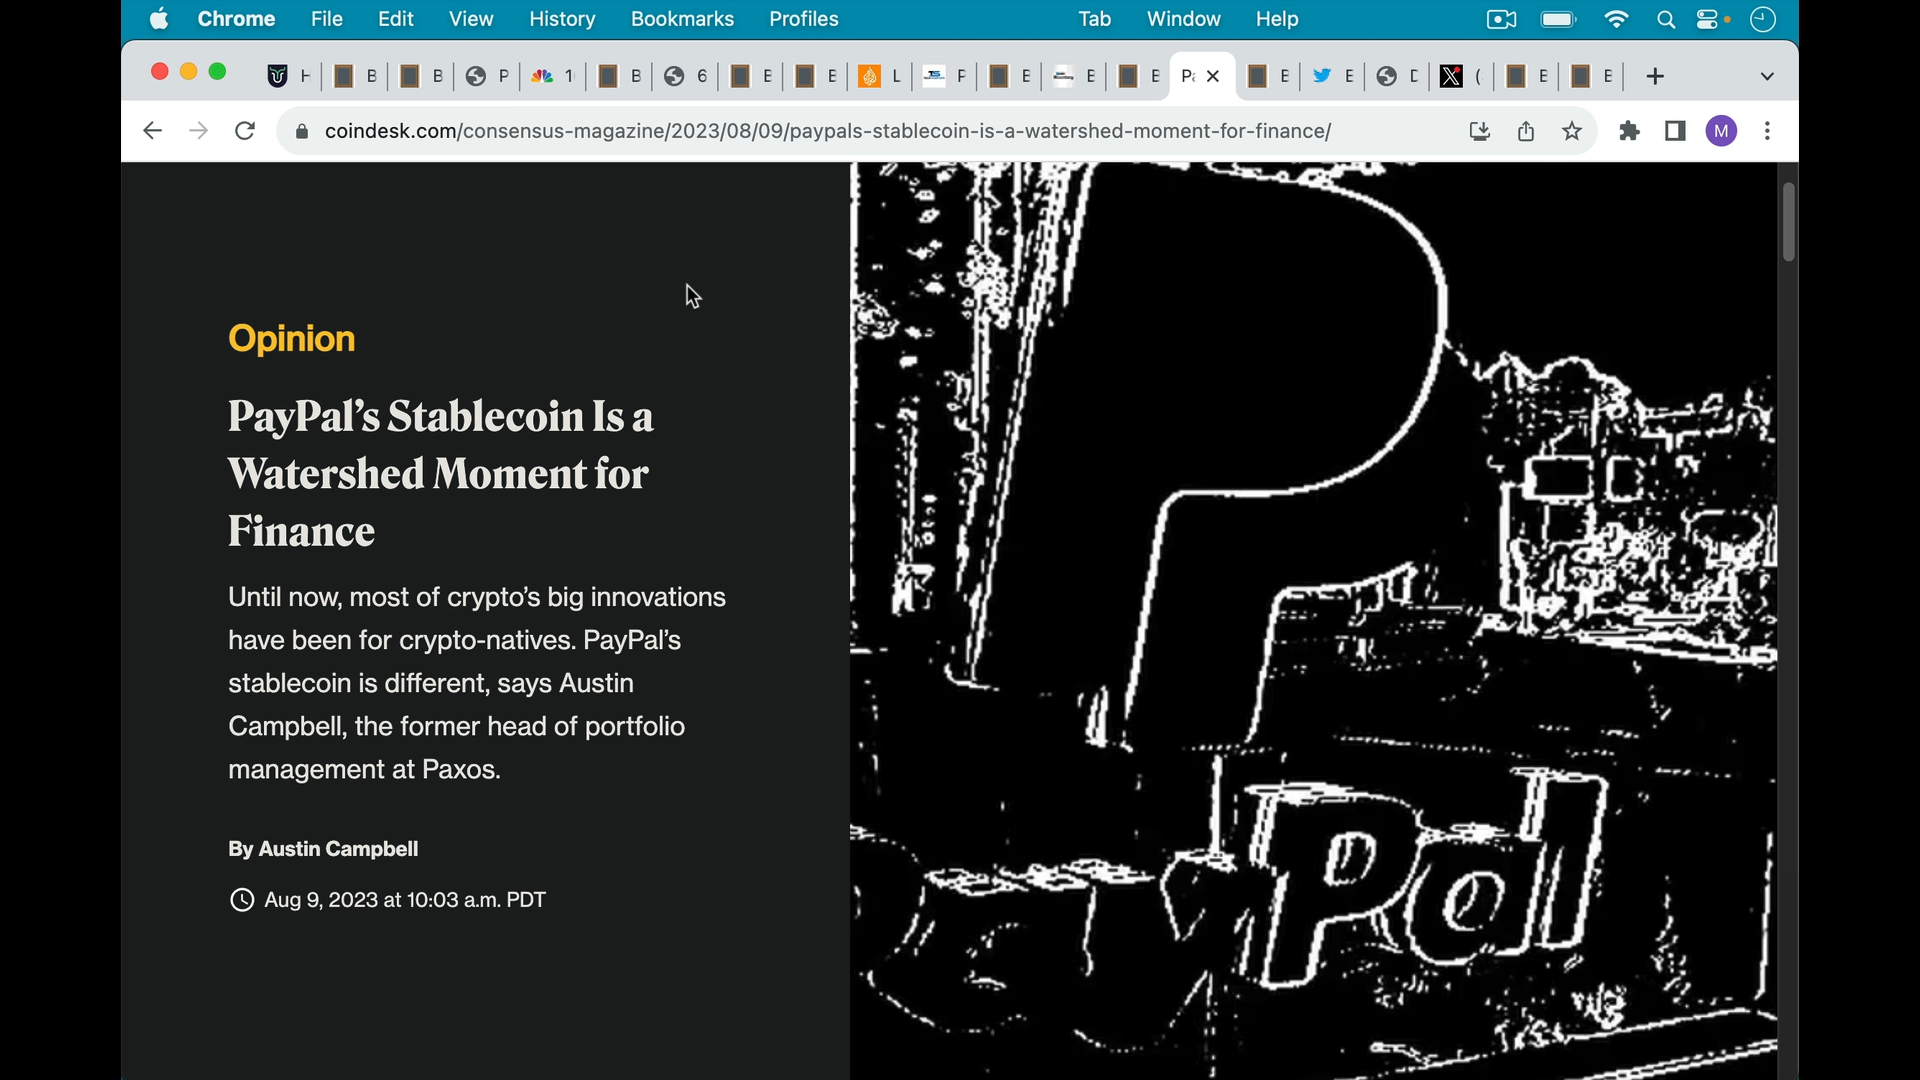 Chrome File Edit View History Bookmarks Profiles Tab Window Help
H B B P 1 B 6 B B L P B B B Pa B E D ( B B
coindesk.com/consensus-magazine/2023/08/09/paypals-stablecoin-is-a-watershed-moment-for-finance/
M
Opinion
PayPal’s Stablecoin Is a
Watershed Moment for
Finance
Until now, most of crypto’s big innovations
have been for crypto-natives. PayPal’s
stablecoin is different, says Austin
Campbell, the former head of portfolio
management at Paxos.
By Austin Campbell
Aug 9, 2023 at 10:03 a.m. PDT
P
Pal